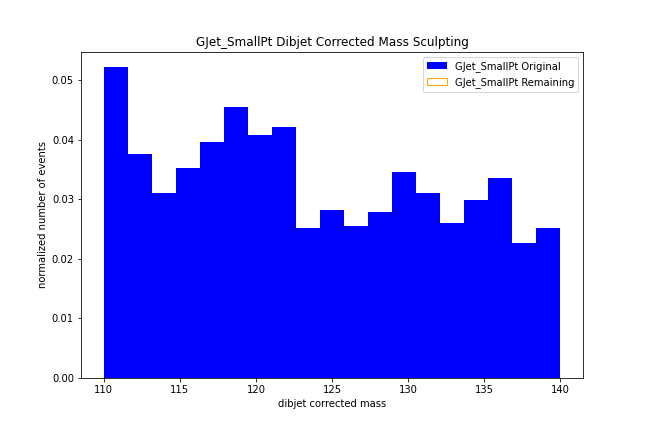 GJet_SmallPt Dibjet Corrected Mass Sculpting
GJet_SmallPt Original
GJet_SmallPt Remaining
normalized number of events
0.05
0.04
0.03
0.02
0.01
0.00
110 115 120 125 130 135 140
dibjet corrected mass